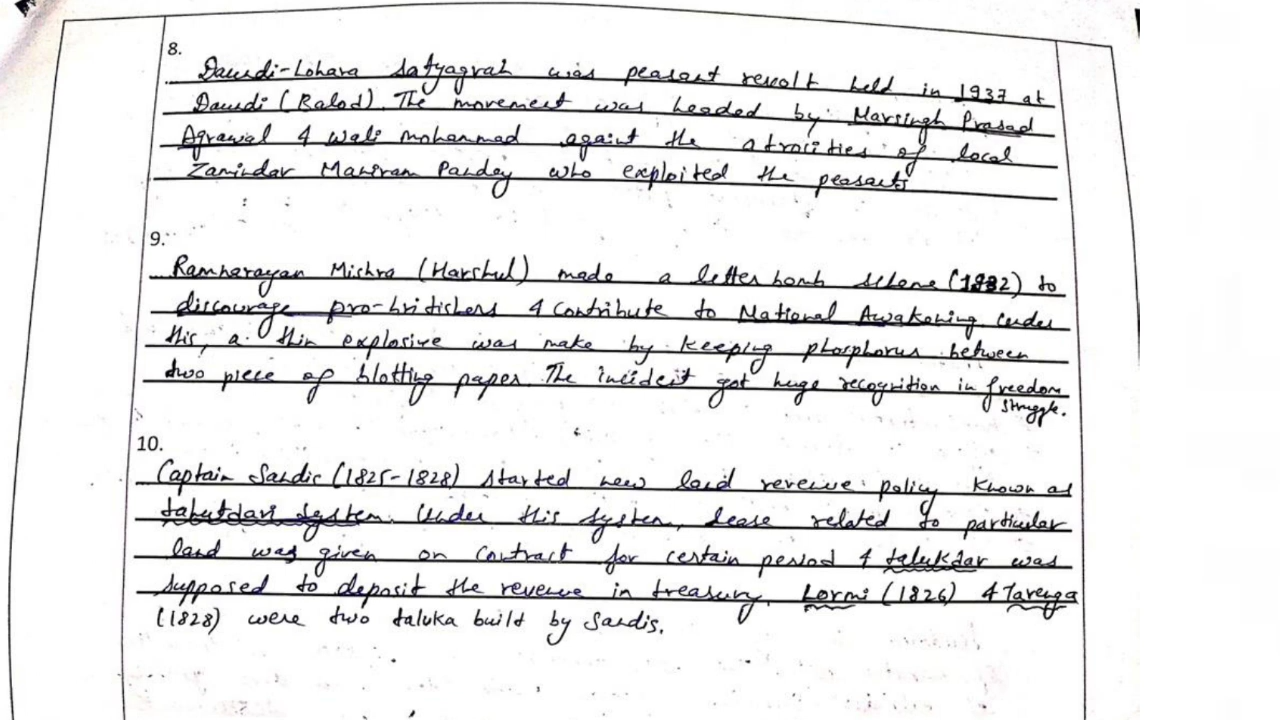 8.
Daundi-Lohara satyagrah was peasant revolt held in 1937 at
Daundi (Balod). The movement was headed by Narsingh Prasad
Agrawal & wali mohammad againt the atrocities of local
Zamindar Maniram Panday who exploited the peasants
9.
Ramnarayan Mishra (Harshul) made a letter bomb scheme (1932) to
discourage pro-britishers & contribute to National Awakening. Under
this, a thin explosive was make by keeping phosphorus between
two piece of blotting paper. The incident got huge recognition in freedom
struggle.
10.
Captain Sandis (1825-1828) started new land revenue policy known as
tahutdari system. Under this system, lease related to particular
land was given on contract for certain period & talukdar was
supposed to deposit the revenue in treasury. Lormi (1826) & Tarenga
(1828) were two taluka built by Sandis.